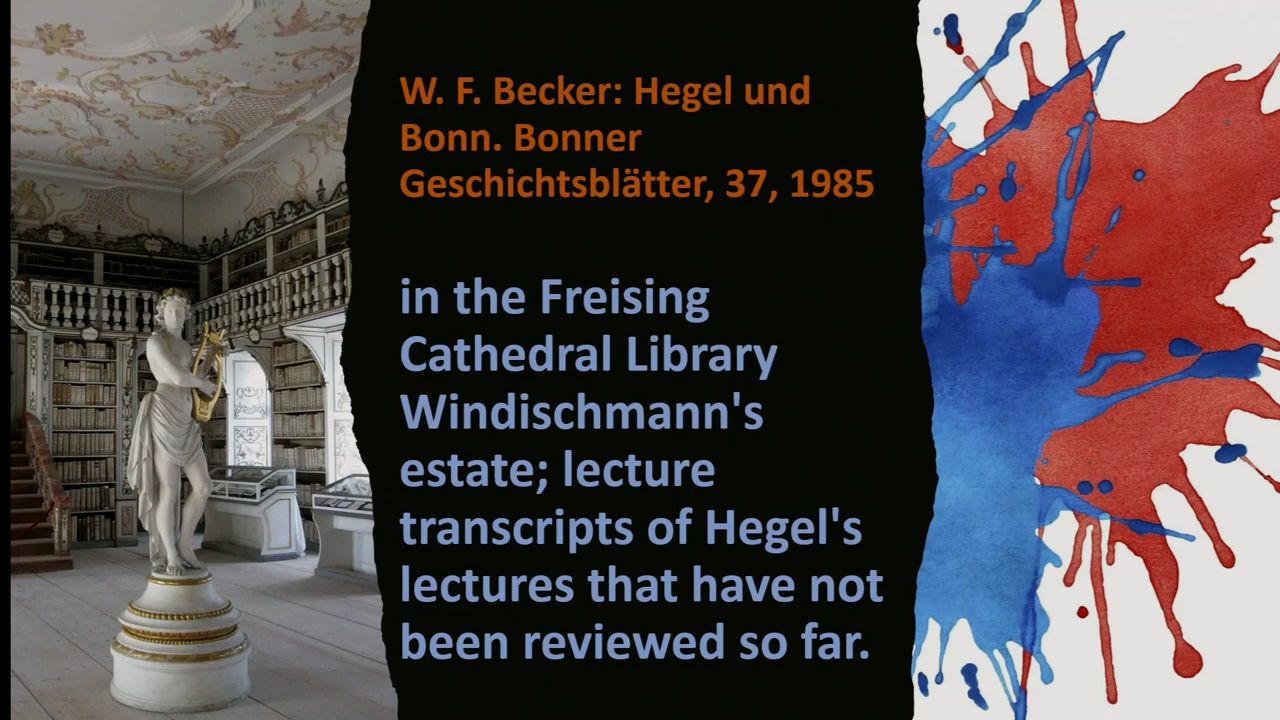 W. F. Becker: Hegel und
Bonn. Bonner
Geschichtsblätter, 37, 1985
in the Freising
Cathedral Library
Windischmann's
estate; lecture
transcripts of Hegel's
lectures that have not
been reviewed so far.